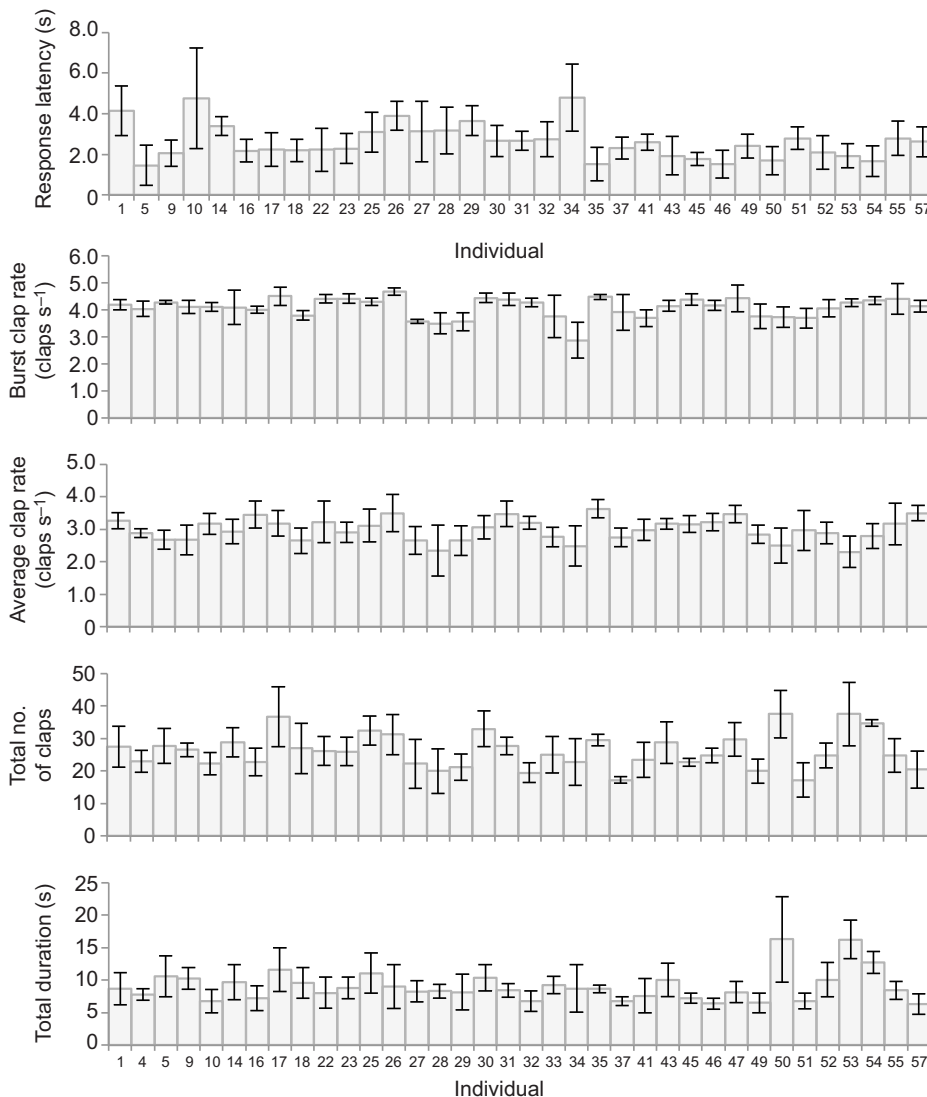 Response latency (s)
8.0
6.0
4.0
2.0
0
1 5 9 10 14 16 17 18 22 23 25 26 27 28 29 30 31 32 34 35 37 41 43 45 46 49 50 51 52 53 54 55 57
Individual
Burst clap rate
(claps s–1)
6.0
5.0
4.0
3.0
2.0
1.0
0
Average clap rate
(claps s–1)
5.0
4.0
3.0
2.0
1.0
0
Total no.
of claps
50
40
30
20
10
0
Total duration (s)
25
20
15
10
5
0
1 4 5 9 10 14 16 17 18 22 23 25 26 27 28 29 30 31 32 33 34 35 37 41 43 45 46 47 49 50 51 52 53 54 55 57
Individual